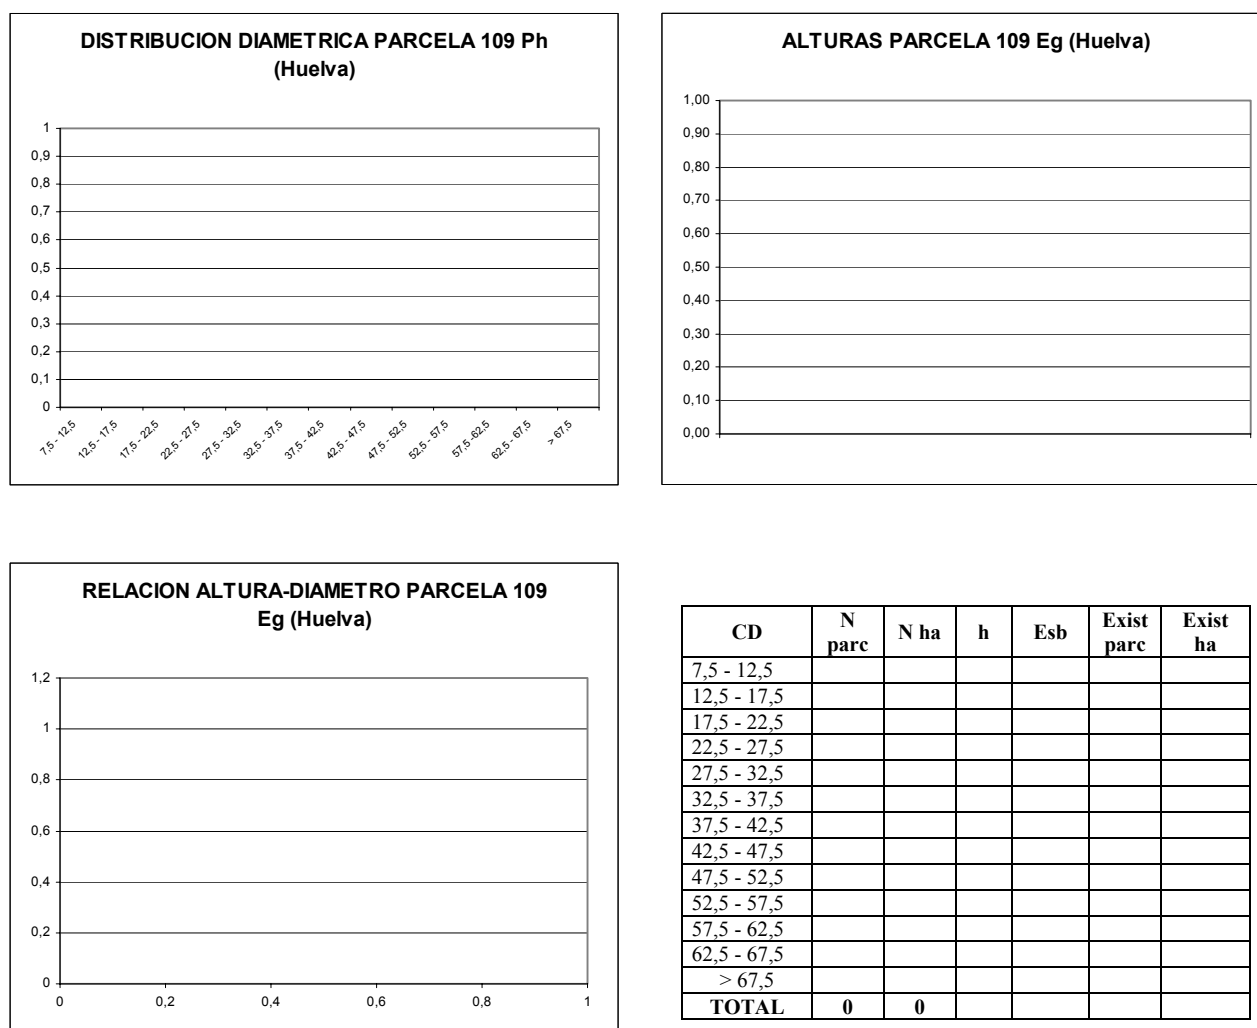 DISTRIBUCION DIAMETRICA PARCELA 109 Ph
(Huelva)
1
0,9
0,8
0,7
0,6
0,5
0,4
0,3
0,2
0,1
0
7,5 - 12,5
12,5 - 17,5
17,5 - 22,5
22,5 - 27,5
27,5 - 32,5
32,5 - 37,5
37,5 - 42,5
42,5 - 47,5
47,5 - 52,5
52,5 - 57,5
57,5 -62,5
62,5 - 67,5
> 67,5
ALTURAS PARCELA 109 Eg (Huelva)
1,00
0,90
0,80
0,70
0,60
0,50
0,40
0,30
0,20
0,10
0,00
RELACION ALTURA-DIAMETRO PARCELA 109
Eg (Huelva)
1,2
1
0,8
0,6
0,4
0,2
0
0 0,2 0,4 0,6 0,8 1
CD N parc N ha h Esb Exist parc Exist ha
7,5 - 12,5
12,5 - 17,5
17,5 - 22,5
22,5 - 27,5
27,5 - 32,5
32,5 - 37,5
37,5 - 42,5
42,5 - 47,5
47,5 - 52,5
52,5 - 57,5
57,5 - 62,5
62,5 - 67,5
> 67,5
TOTAL 0 0